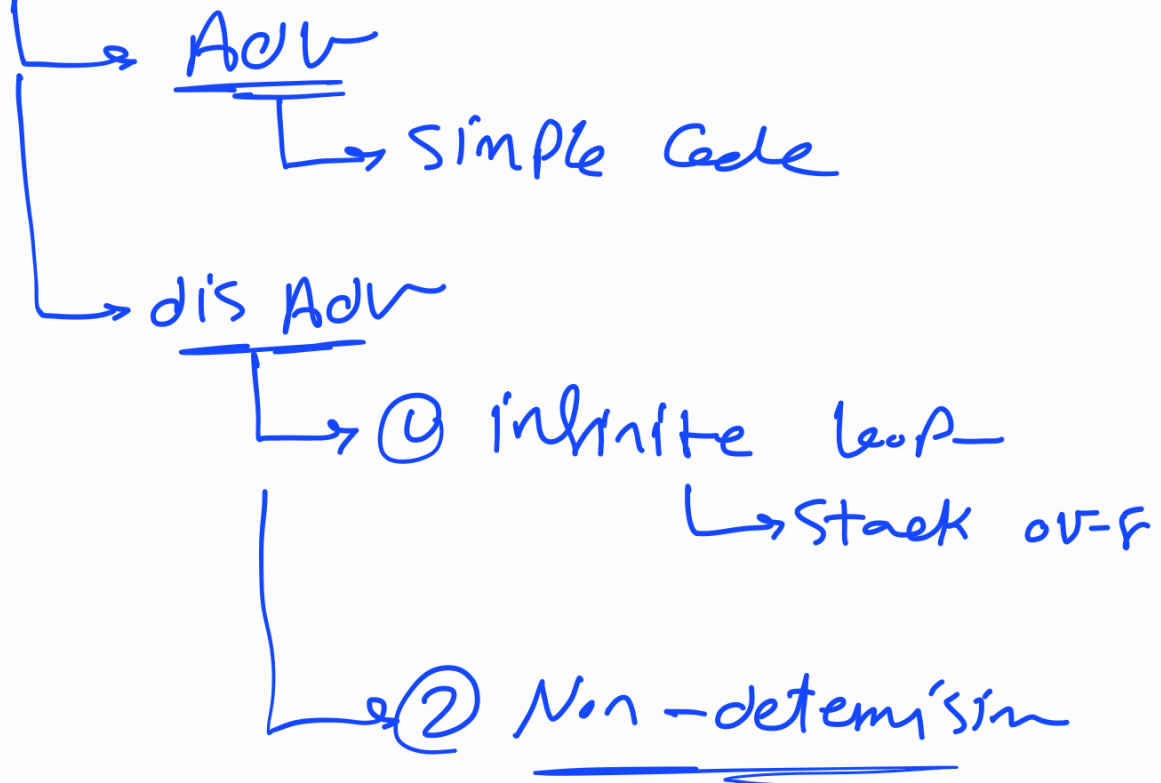 Adv
simple Code
dis Adv
① infinite loop
Stack ov-F
② Non-detemisim